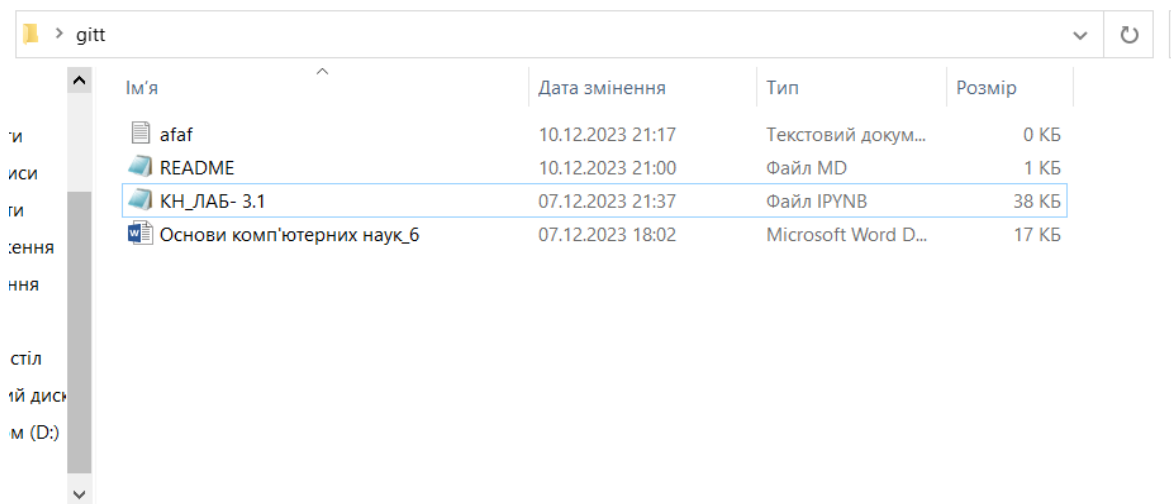 gitt
Ім'я Дата змінення Тип Розмір
afaf 10.12.2023 21:17 Текстовий докум... 0 КБ
README 10.12.2023 21:00 Файл MD 1 КБ
КН_ЛАБ- 3.1 07.12.2023 21:37 Файл IPYNB 38 КБ
Основи комп'ютерних наук_6 07.12.2023 18:02 Microsoft Word D... 17 КБ
ти
иси
ти
ення
ння
стіл
ий диск
ом (D:)